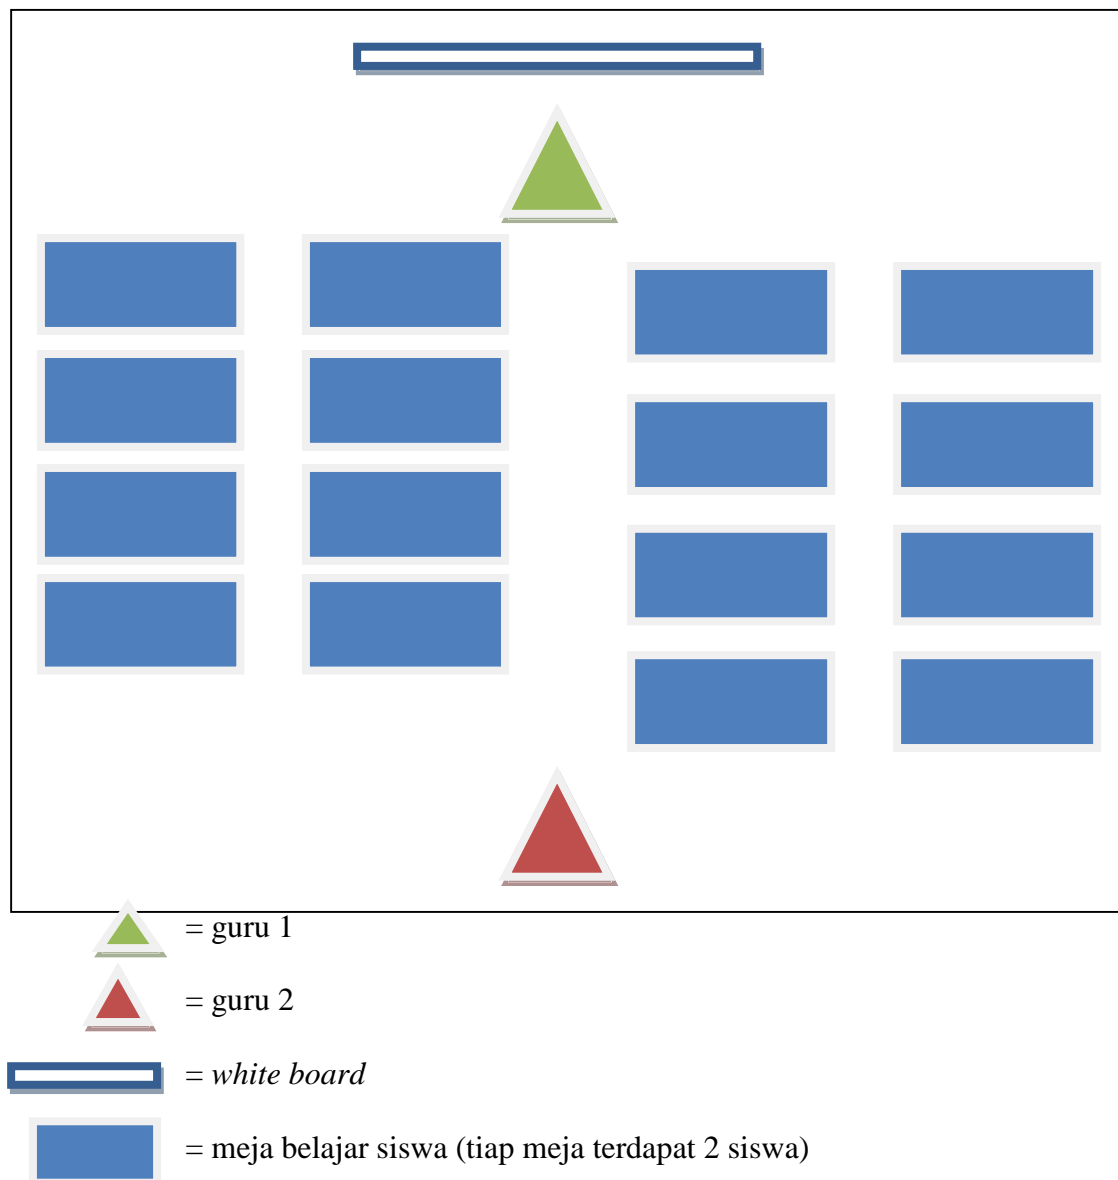 = guru 1
= guru 2
= white board
= meja belajar siswa (tiap meja terdapat 2 siswa)